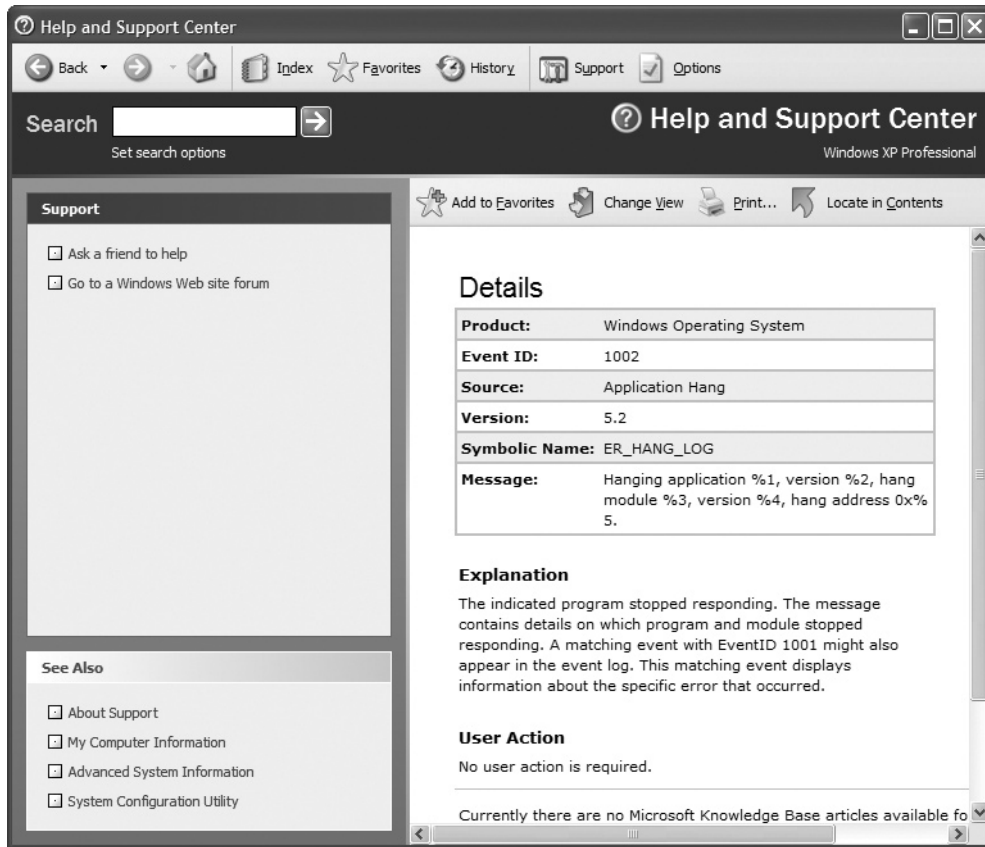 Help and Support Center
Back
Index
Favorites
History
Support
Options
Search
Set search options
Help and Support Center
Windows XP Professional
Support
Ask a friend to help
Go to a Windows Web site forum
See Also
About Support
My Computer Information
Advanced System Information
System Configuration Utility
Add to Favorites
Change View
Print...
Locate in Contents
Details
Product: Windows Operating System
Event ID: 1002
Source: Application Hang
Version: 5.2
Symbolic Name: ER_HANG_LOG
Message: Hanging application %1, version %2, hang
module %3, version %4, hang address 0x%
5.
Explanation
The indicated program stopped responding. The message
contains details on which program and module stopped
responding. A matching event with EventID 1001 might also
appear in the event log. This matching event displays
information about the specific error that occurred.
User Action
No user action is required.
Currently there are no Microsoft Knowledge Base articles available fo